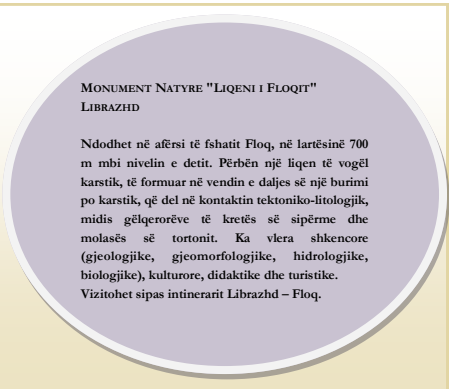 MONUMENT NATYRE "LIQENI I FLOQIT"
LIBRAZHD
Ndodhet në afërsi të fshatit Floq, në lartësinë 700
m mbi nivelin e detit. Përbën një liqen të vogël
karstik, të formuar në vendin e daljes së një burimi
po karstik, që del në kontaktin tektoniko-litologjik,
midis gëlqerorëve të kretës së sipërme dhe
molasës së tortonit. Ka vlera shkencore
(gjeologjike, gjeomorfologjike, hidrologjike,
biologjike), kulturore, didaktike dhe turistike.
Vizitohet sipas intinerarit Librazhd – Floq.